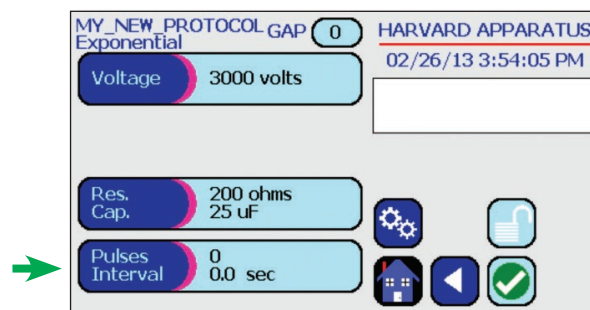 MY_NEW_PROTOCOL GAP 0
Exponential
HARVARD APPARATUS
02/26/13 3:54:05 PM
Voltage 3000 volts
Res. 200 ohms
Cap. 25 uF
Pulses 0
Interval 0.0 sec